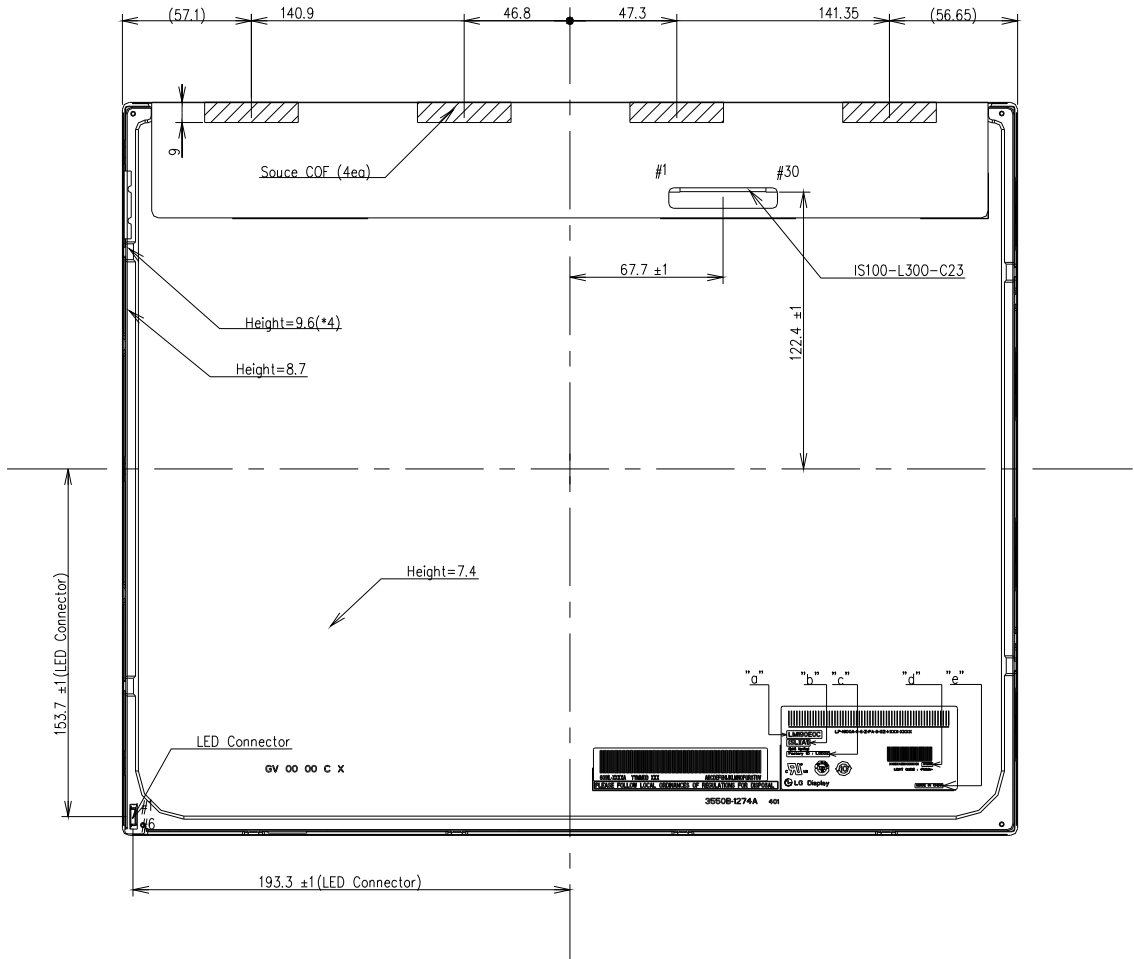 (57.1)
140.9
46.8
47.3
141.35
(56.65)
9
Souce COF (4ea)
#1
#30
67.7 ±1
IS100-L300-C23
122.4 ±1
Height=9.6(*4)
Height=8.7
Height=7.4
153.7 ±1(LED Connector)
"a"
"b"
"c"
"d"
"e"
LM190E0C
LED Connector
GV 00 00 C X
LG Display
PLEASE FOLLOW LOCAL ORDINANCES OF REGULATIONS FOR DISPOSAL
3550B-1274A 401
#1
#6
193.3 ±1(LED Connector)